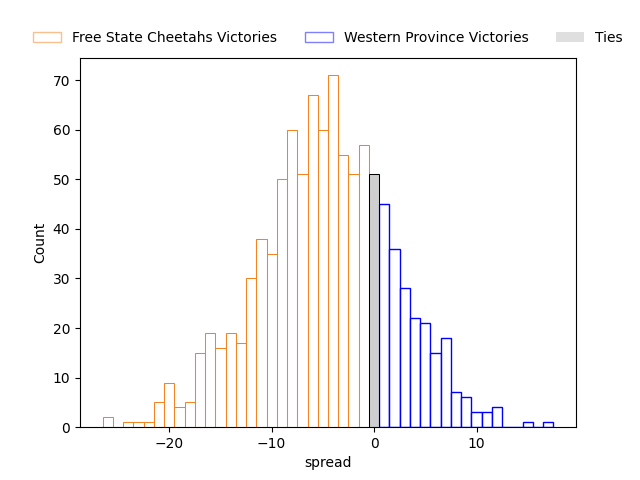 Free State Cheetahs Victories Western Province Victories Ties
70
60
50
40
30
20
10
0
Count
−20 −10 0 10
spread